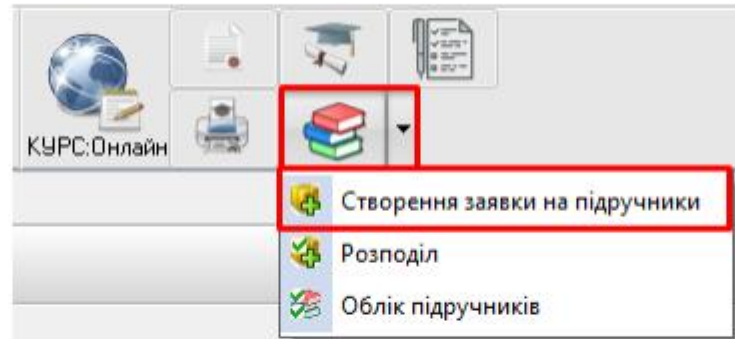 КУРС:Онлайн
Створення заявки на підручники
Розподіл
Облік підручників